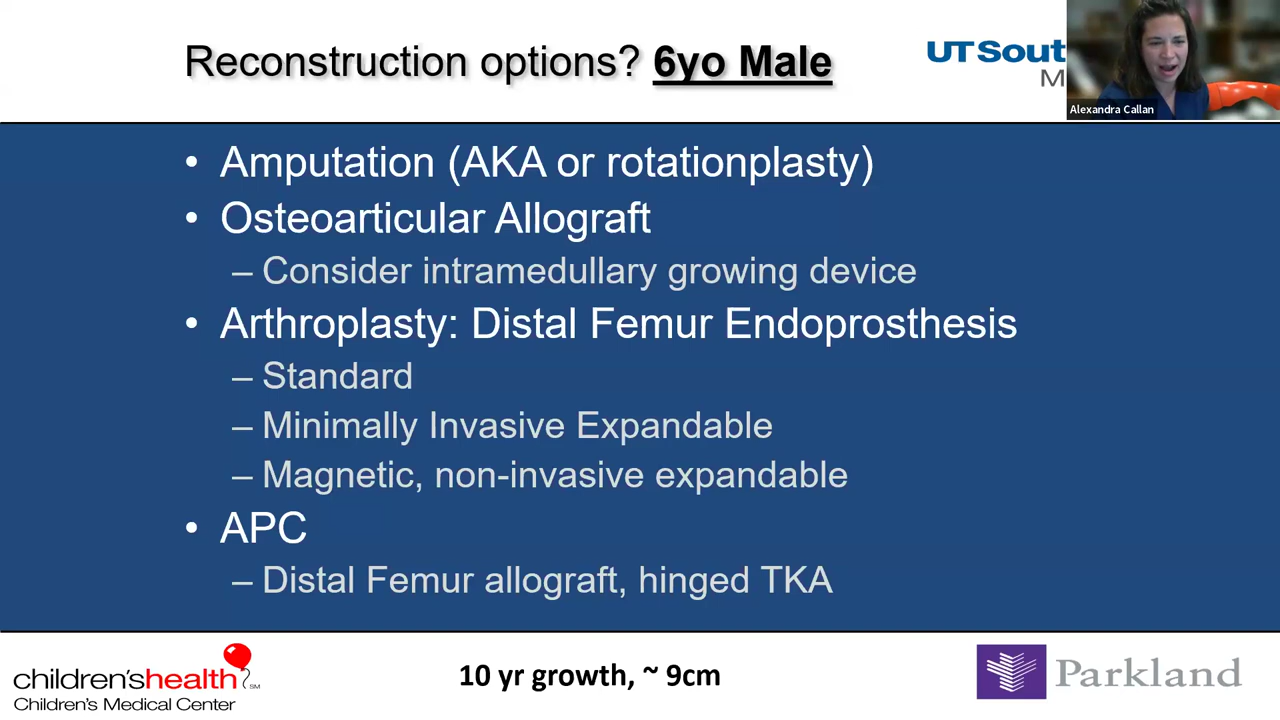 Reconstruction options? 6yo Male
UT Sout
M
Alexandra Callan
• Amputation (AKA or rotationplasty)
• Osteoarticular Allograft
– Consider intramedullary growing device
• Arthroplasty: Distal Femur Endoprosthesis
– Standard
– Minimally Invasive Expandable
– Magnetic, non-invasive expandable
• APC
– Distal Femur allograft, hinged TKA
children'shealth SM
Children's Medical Center
10 yr growth, ~ 9cm
Parkland